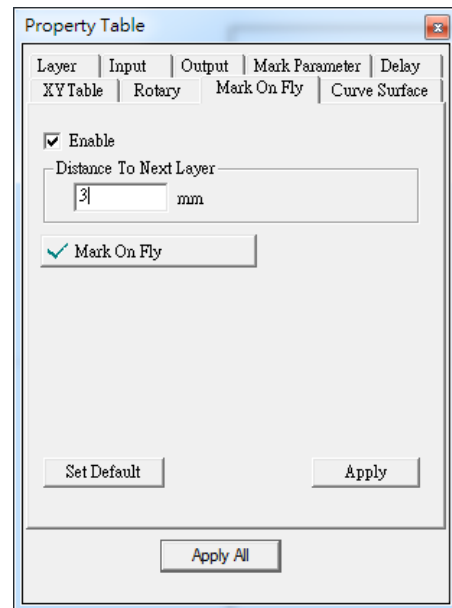 Property Table
Layer Input Output Mark Parameter Delay
XY Table Rotary Mark On Fly Curve Surface
Enable
Distance To Next Layer
3 mm
Mark On Fly
Set Default Apply
Apply All